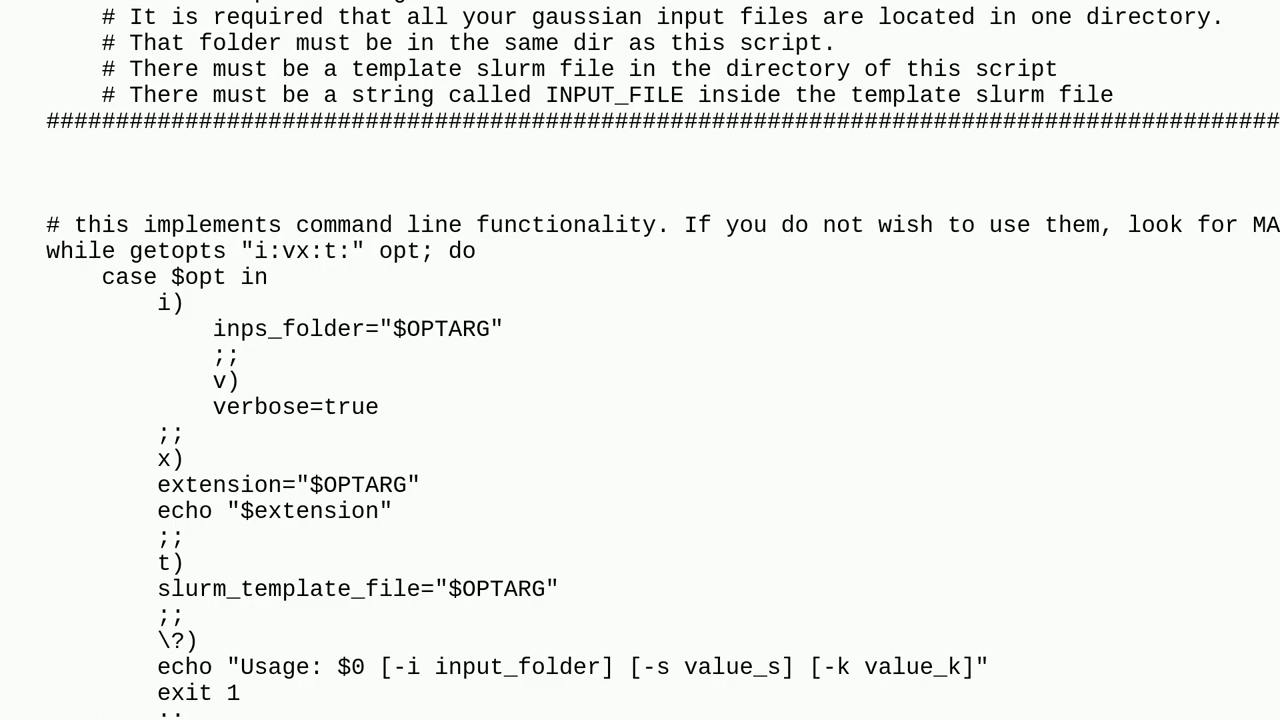 # It is required that all your gaussian input files are located in one directory.
# That folder must be in the same dir as this script.
# There must be a template slurm file in the directory of this script
# There must be a string called INPUT_FILE inside the template slurm file
#########################################################################################
# this implements command line functionality. If you do not wish to use them, look for MA
while getopts "i:vx:t:" opt; do
case $opt in
i)
inps_folder="$OPTARG"
;;
v)
verbose=true
;;
x)
extension="$OPTARG"
echo "$extension"
;;
t)
slurm_template_file="$OPTARG"
;;
\?)
echo "Usage: $0 [-i input_folder] [-s value_s] [-k value_k]"
exit 1
;;